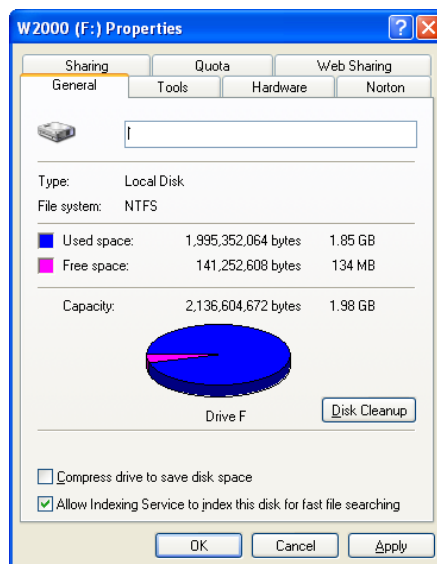 W2000 (F:) Properties
Sharing Quota Web Sharing
General Tools Hardware Norton
Type: Local Disk
File system: NTFS
Used space: 1,995,352,064 bytes 1.85 GB
Free space: 141,252,608 bytes 134 MB
Capacity: 2,136,604,672 bytes 1.98 GB
Drive F
Disk Cleanup
Compress drive to save disk space
Allow Indexing Service to index this disk for fast file searching
OK Cancel Apply